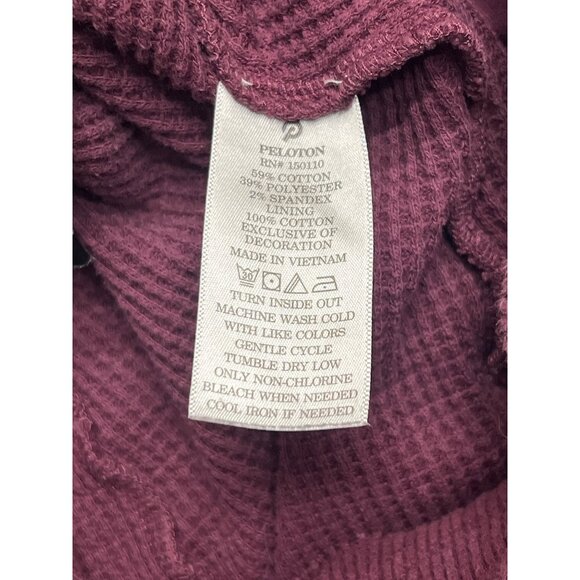 PELOTON
RN# 150110
59% COTTON
39% POLYESTER
2% SPANDEX
LINING
100% COTTON
EXCLUSIVE OF
DECORATION
MADE IN VIETNAM
30
TURN INSIDE OUT
MACHINE WASH COLD
WITH LIKE COLORS
GENTLE CYCLE
TUMBLE DRY LOW
ONLY NON-CHLORINE
BLEACH WHEN NEEDED
COOL IRON IF NEEDED